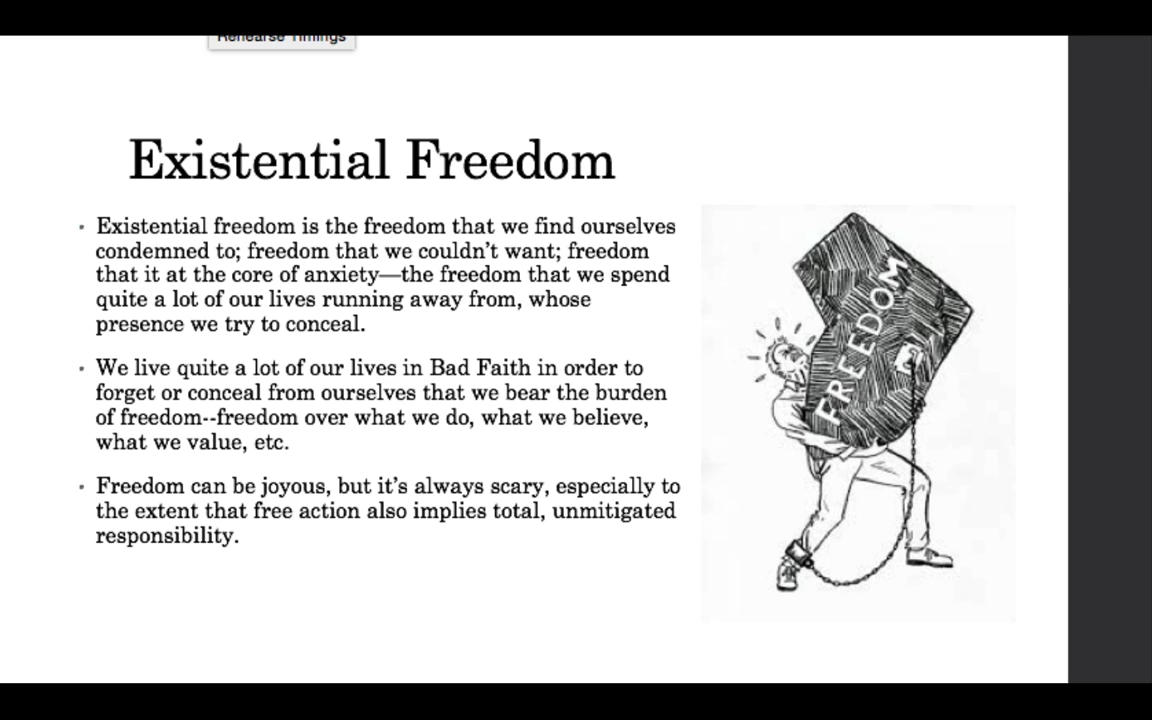 Rehearse Timings
Existential Freedom
• Existential freedom is the freedom that we find ourselves
condemned to; freedom that we couldn't want; freedom
that it at the core of anxiety—the freedom that we spend
quite a lot of our lives running away from, whose
presence we try to conceal.
• We live quite a lot of our lives in Bad Faith in order to
forget or conceal from ourselves that we bear the burden
of freedom--freedom over what we do, what we believe,
what we value, etc.
• Freedom can be joyous, but it's always scary, especially to
the extent that free action also implies total, unmitigated
responsibility.
FREEDOM